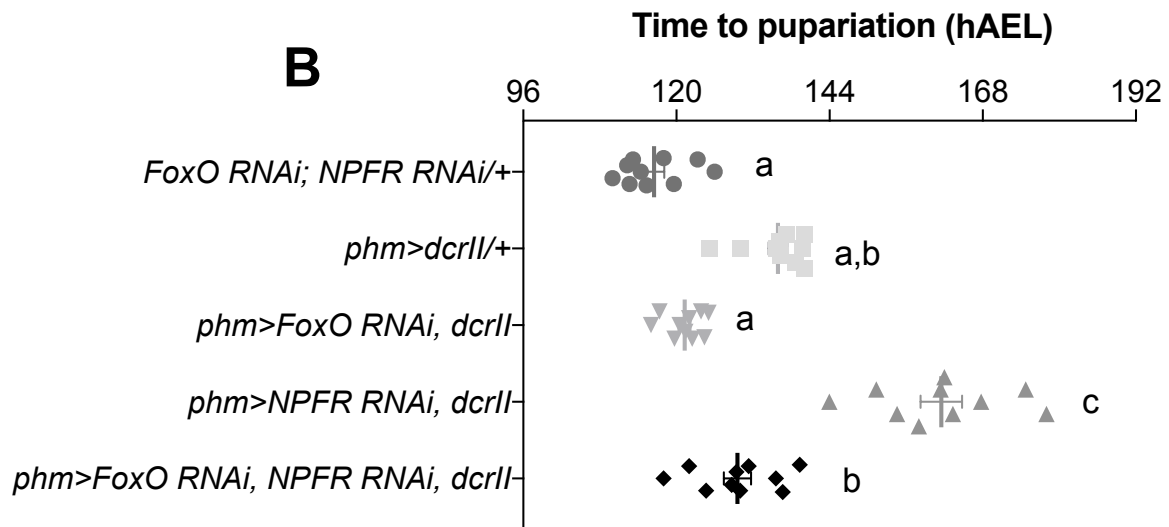 Time to pupariation (hAEL)
B
96 120 144 168 192
FoxO RNAi; NPFR RNAi/+ a
phm>dcrII/+ a,b
phm>FoxO RNAi, dcrII a
phm>NPFR RNAi, dcrII c
phm>FoxO RNAi, NPFR RNAi, dcrII b